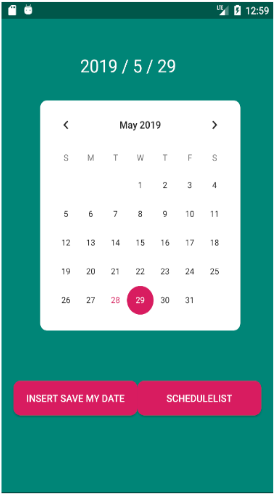 LTE 12:59
2019 / 5 / 29
May 2019
S M T W T F S
1 2 3 4
5 6 7 8 9 10 11
12 13 14 15 16 17 18
19 20 21 22 23 24 25
26 27 28 29 30 31
INSERT SAVE MY DATE SCHEDULELIST